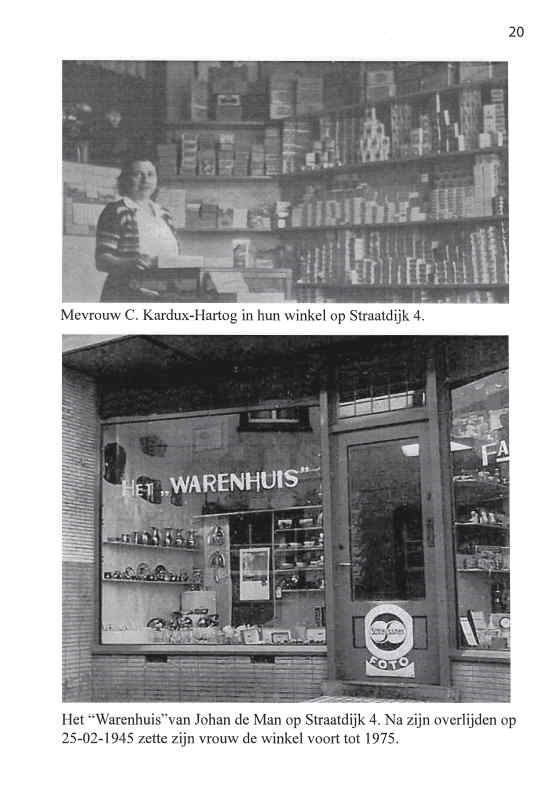 20
Mevrouw C. Kardux-Hartog in hun winkel op Straatdijk 4.
HET „WARENHUIS”
FA
FOTO
Het “Warenhuis”van Johan de Man op Straatdijk 4. Na zijn overlijden op
25-02-1945 zette zijn vrouw de winkel voort tot 1975.